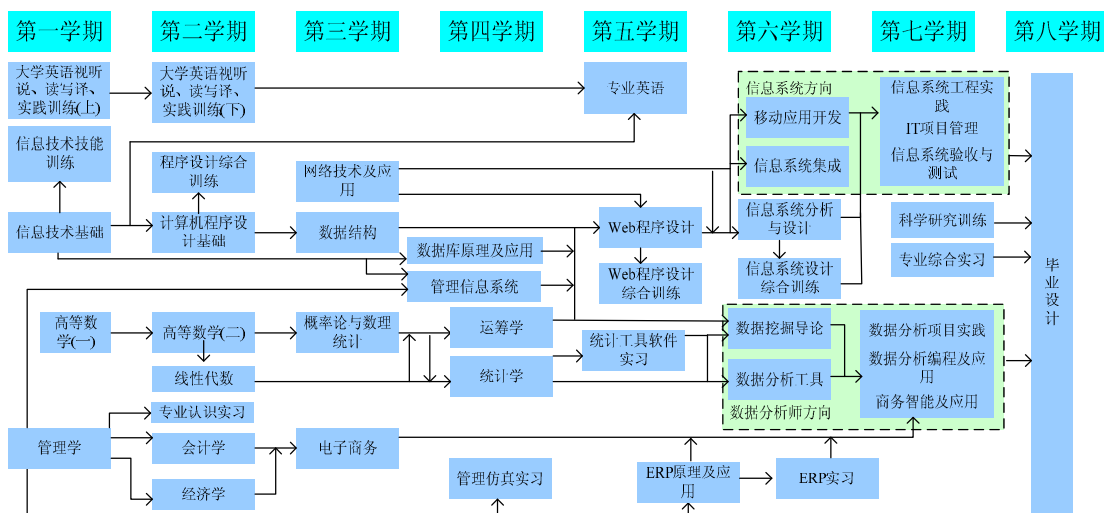 第一学期
第二学期
第三学期
第四学期
第五学期
第六学期
第七学期
第八学期
大学英语视听
说、读写译、
实践训练(上)
大学英语视听
说、读写译、
实践训练(下)
专业英语
信息系统方向
移动应用开发
信息系统集成
信息系统工程实
践
IT项目管理
信息系统验收与
测试
信息技术技能
训练
程序设计综合
训练
网络技术及应
用
信息技术基础
计算机程序设
计基础
数据结构
Web程序设计
信息系统分析
与设计
科学研究训练
数据库原理及应用
管理信息系统
Web程序设计
综合训练
信息系统设计
综合训练
专业综合实习
毕业设计
高等数
学(一)
高等数学(二)
概率论与数理
统计
运筹学
统计工具软件
实习
数据挖掘导论
数据分析项目实践
数据分析编程及应
用
商务智能及应用
线性代数
统计学
数据分析工具
数据分析师方向
专业认识实习
管理学
会计学
电子商务
经济学
管理仿真实习
ERP原理及应
用
ERP实习